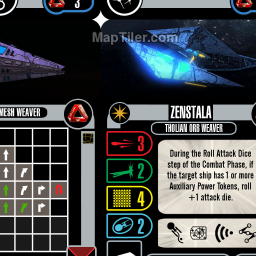 3
2
MapTiler.com
MESH WEAVER
ZENSTALA
THOLIAN ORB WEAVER
3
2
4
2
During the Roll Attack Dice
step of the Combat Phase, if
the target ship has 1 or more
Auxiliary Power Tokens, roll
+1 attack die.